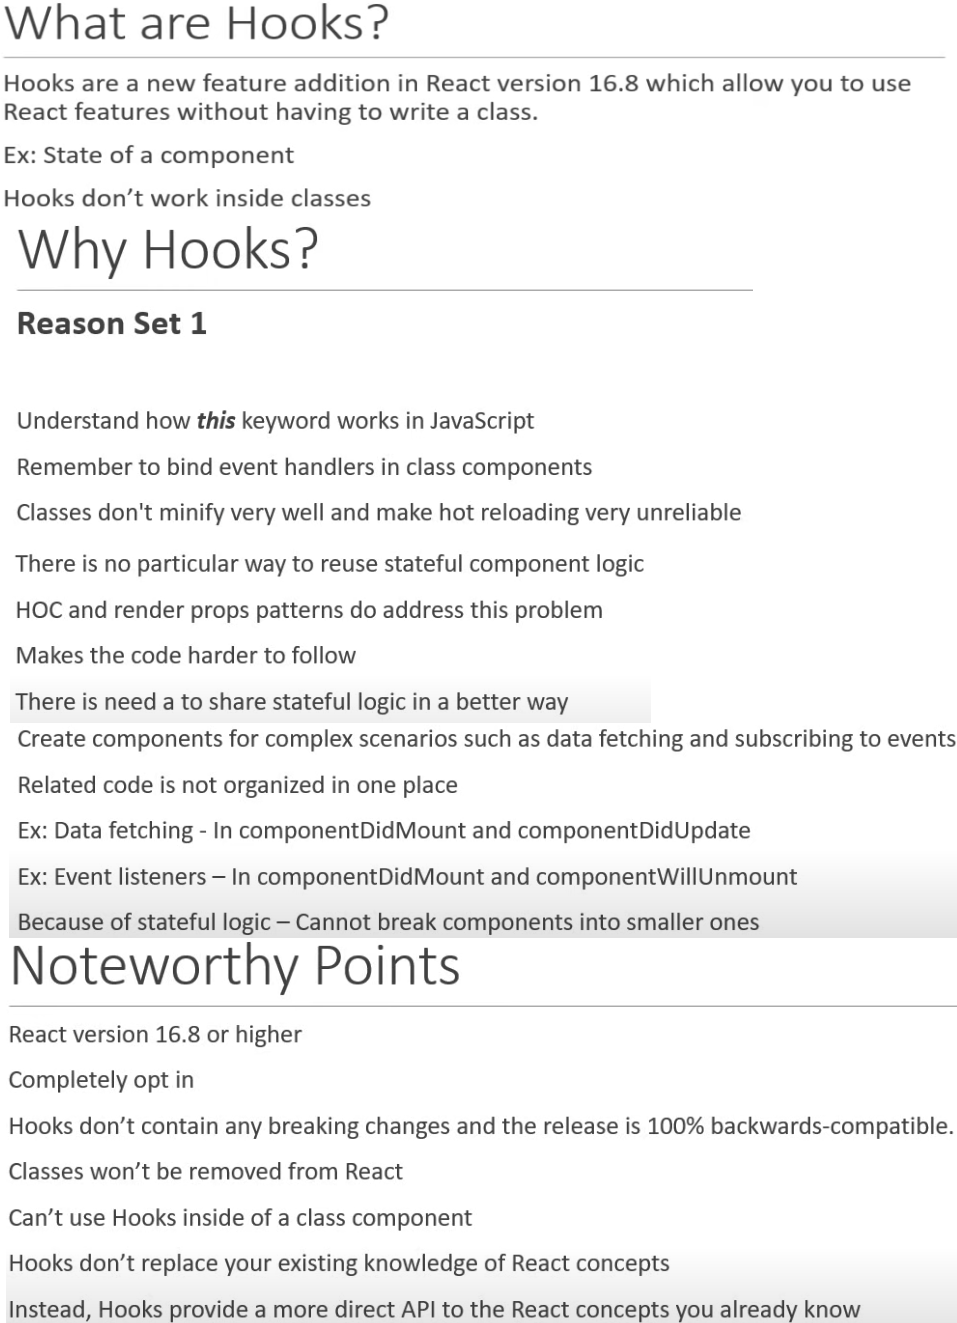 What are Hooks?
Hooks are a new feature addition in React version 16.8 which allow you to use
React features without having to write a class.
Ex: State of a component
Hooks don’t work inside classes
Why Hooks?
Reason Set 1
Understand how this keyword works in JavaScript
Remember to bind event handlers in class components
Classes don't minify very well and make hot reloading very unreliable
There is no particular way to reuse stateful component logic
HOC and render props patterns do address this problem
Makes the code harder to follow
There is need a to share stateful logic in a better way
Create components for complex scenarios such as data fetching and subscribing to events
Related code is not organized in one place
Ex: Data fetching - In componentDidMount and componentDidUpdate
Ex: Event listeners – In componentDidMount and componentWillUnmount
Because of stateful logic – Cannot break components into smaller ones
Noteworthy Points
React version 16.8 or higher
Completely opt in
Hooks don’t contain any breaking changes and the release is 100% backwards-compatible.
Classes won’t be removed from React
Can’t use Hooks inside of a class component
Hooks don’t replace your existing knowledge of React concepts
Instead, Hooks provide a more direct API to the React concepts you already know